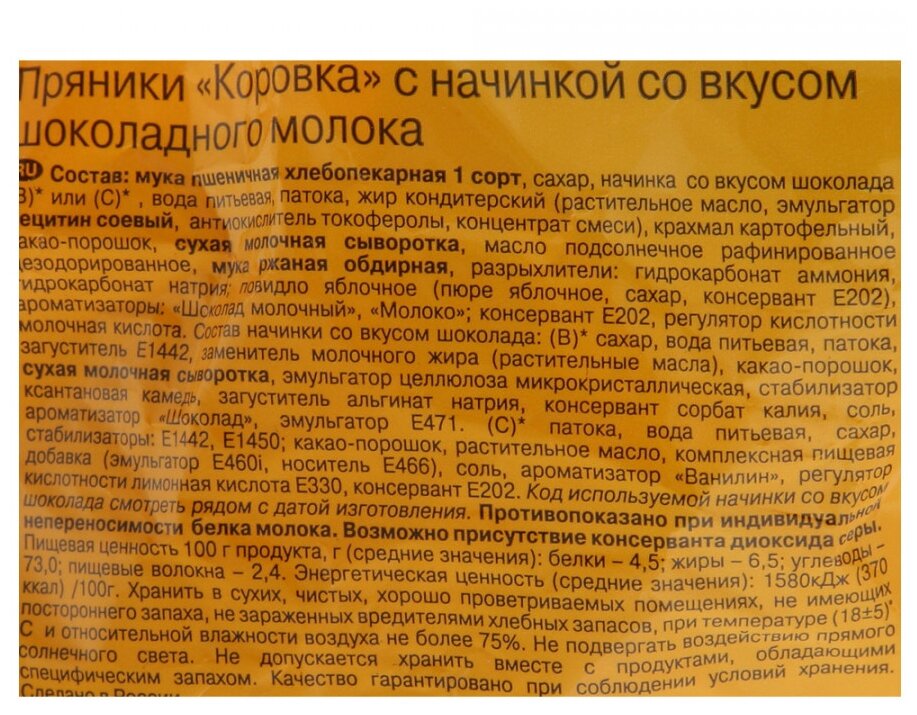 Пряники «Коровка» с начинкой со вкусом
шоколадного молока
RU Состав: мука пшеничная хлебопекарная 1 сорт, сахар, начинка со вкусом шоколада
(В)* или (С)* , вода питьевая, патока, жир кондитерский (растительное масло, эмульгатор
лецитин соевый, антиокислитель токоферолы, концентрат смеси), крахмал картофельный,
какао-порошок, сухая молочная сыворотка, масло подсолнечное рафинированное
дезодорированное, мука ржаная обдирная, разрыхлители: гидрокарбонат аммония,
гидрокарбонат натрия; повидло яблочное (пюре яблочное, сахар, консервант Е202),
ароматизаторы: «Шоколад молочный», «Молоко»; консервант Е202, регулятор кислотности
молочная кислота. Состав начинки со вкусом шоколада: (В)* сахар, вода питьевая, патока,
загуститель Е1442, заменитель молочного жира (растительные масла), какао-порошок,
сухая молочная сыворотка, эмульгатор целлюлоза микрокристаллическая, стабилизатор
ксантановая камедь, загуститель альгинат натрия, консервант сорбат калия, соль,
ароматизатор «Шоколад», эмульгатор Е471. (С)* патока, вода питьевая, сахар,
стабилизаторы: Е1442, Е1450; какао-порошок, растительное масло, комплексная пищевая
добавка (эмульгатор Е460i, носитель Е466), соль, ароматизатор «Ванилин», регулятор
кислотности лимонная кислота Е330, консервант Е202. Код используемой начинки со вкусом
шоколада смотреть рядом с датой изготовления. Противопоказано при индивидуальной
непереносимости белка молока. Возможно присутствие консерванта диоксида серы.
Пищевая ценность 100 г продукта, г (средние значения): белки – 4,5; жиры – 6,5; углеводы –
73,0; пищевые волокна – 2,4. Энергетическая ценность (средние значения): 1580кДж (370
ккал) /100г. Хранить в сухих, чистых, хорошо проветриваемых помещениях, не имеющих
постороннего запаха, не зараженных вредителями хлебных запасов, при температуре (18±5)°
С и относительной влажности воздуха не более 75%. Не подвергать воздействию прямого
солнечного света. Не допускается хранить вместе с продуктами, обладающими
специфическим запахом. Качество гарантировано при соблюдении условий хранения.
Сделано в России